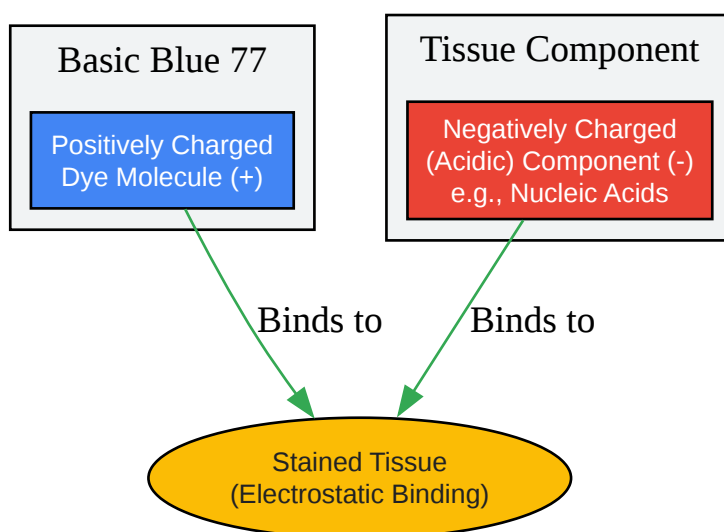 Basic Blue 77
Positively Charged
Dye Molecule (+)
Tissue Component
Negatively Charged
(Acidic) Component (-)
e.g., Nucleic Acids
Binds to
Binds to
Stained Tissue
(Electrostatic Binding)